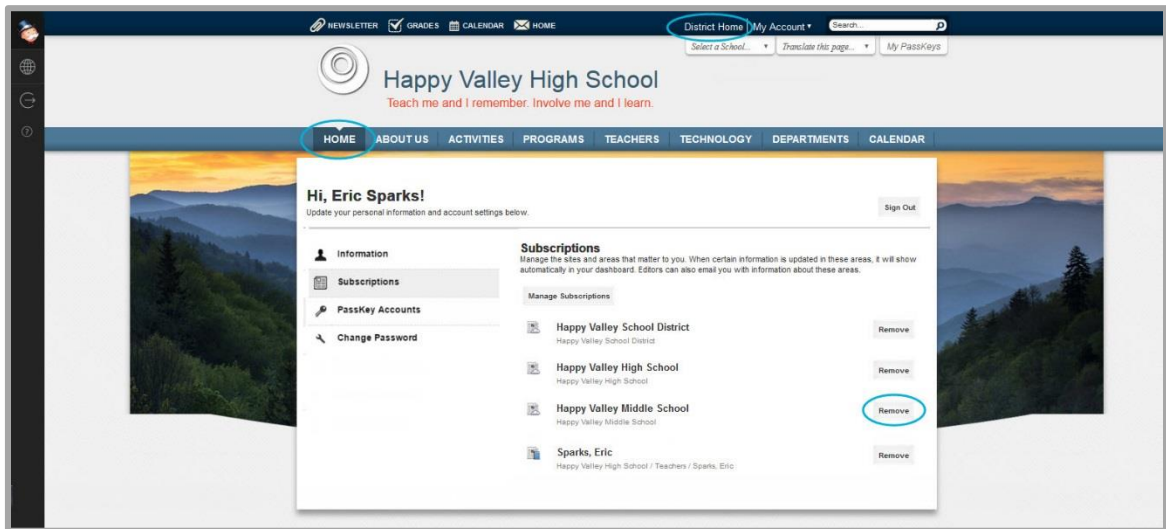 NEWSLETTER GRADES CALENDAR HOME District Home My Account Search...
Select a School... Translate this page... My PassKeys
Happy Valley High School
Teach me and I remember. Involve me and I learn.
HOME ABOUT US ACTIVITIES PROGRAMS TEACHERS TECHNOLOGY DEPARTMENTS CALENDAR
Hi, Eric Sparks!
Update your personal information and account settings below.
Sign Out
Information
Subscriptions
PassKey Accounts
Change Password
Subscriptions
Manage the sites and areas that matter to you. When certain information is updated in these areas, it will show
automatically in your dashboard. Editors can also email you with information about these areas.
Manage Subscriptions
Happy Valley School District Remove
Happy Valley School District
Happy Valley High School Remove
Happy Valley High School
Happy Valley Middle School Remove
Happy Valley Middle School
Sparks, Eric Remove
Happy Valley High School / Teachers / Sparks, Eric